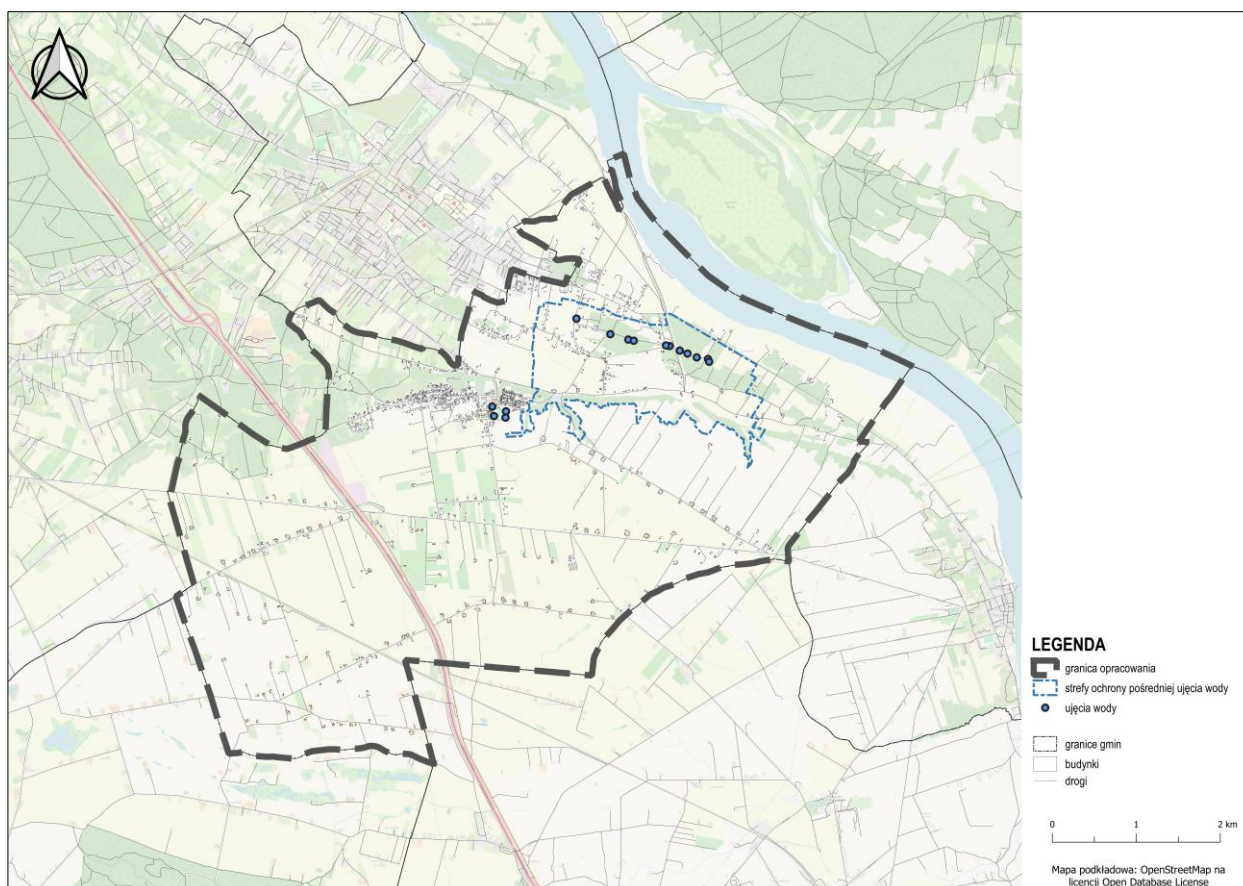 LEGENDA
granica opracowania
strefy ochrony pośredniej ujęcia wody
ujęcia wody
granice gmin
budynki
drogi
0 1 2 km
Mapa podkładowa: OpenStreetMap na
licencji Open Database License